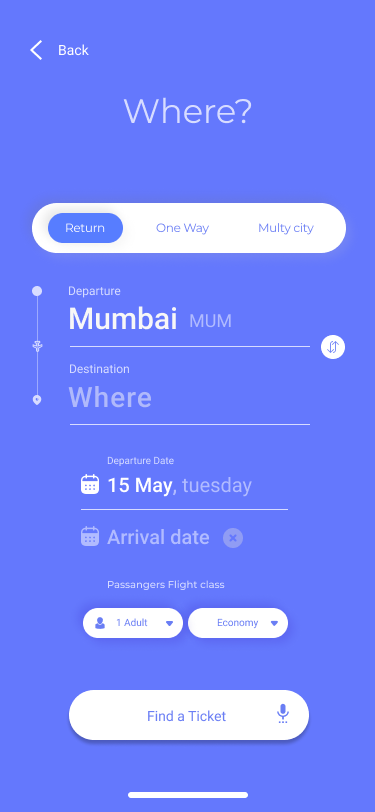 Back
Where?
Return One Way Multy city
Departure
Mumbai MUM
Destination
Where
Departure Date
15 May, tuesday
Arrival date
Passangers Flight class
1 Adult Economy
Find a Ticket